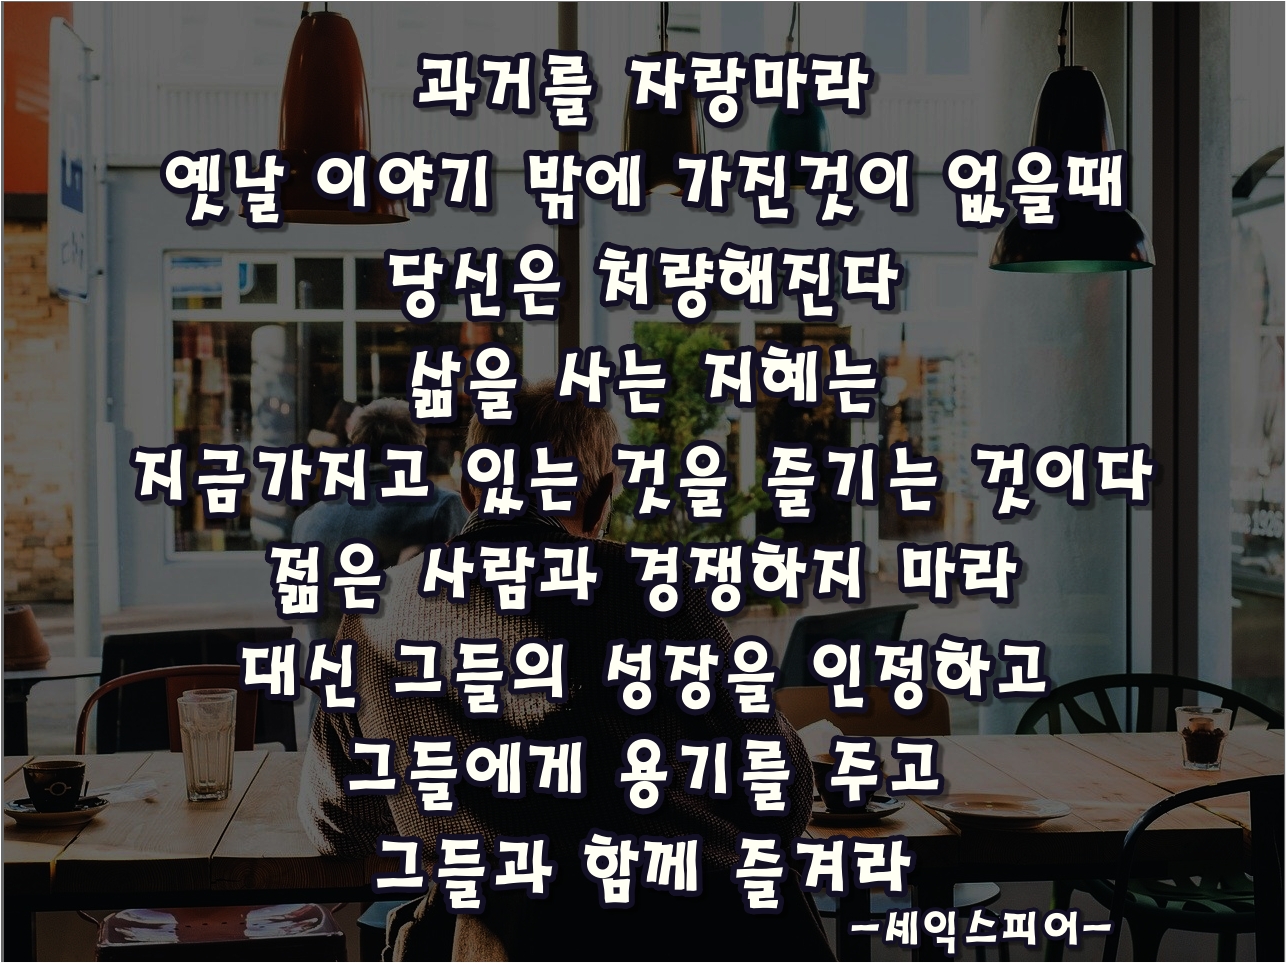 과거를 자랑마라
옛날 이야기 밖에 가진것이 없을때
당신은 처량해진다
삶을 사는 지혜는
지금가지고 있는 것을 즐기는 것이다
젊은 사람과 경쟁하지 마라
대신 그들의 성장을 인정하고
그들에게 용기를 주고
그들과 함께 즐겨라
-세익스피어-